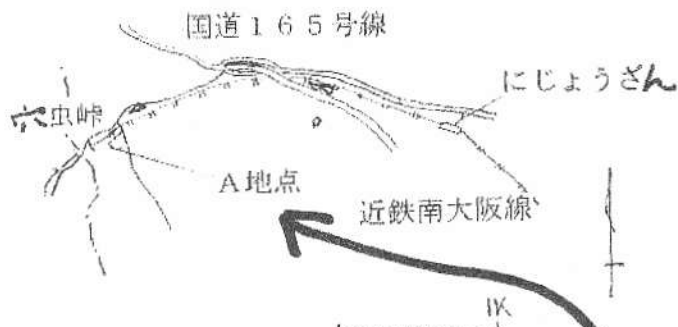 国道１６５号線
にじょうざん
穴虫峠
A地点
近鉄南大阪線
1K